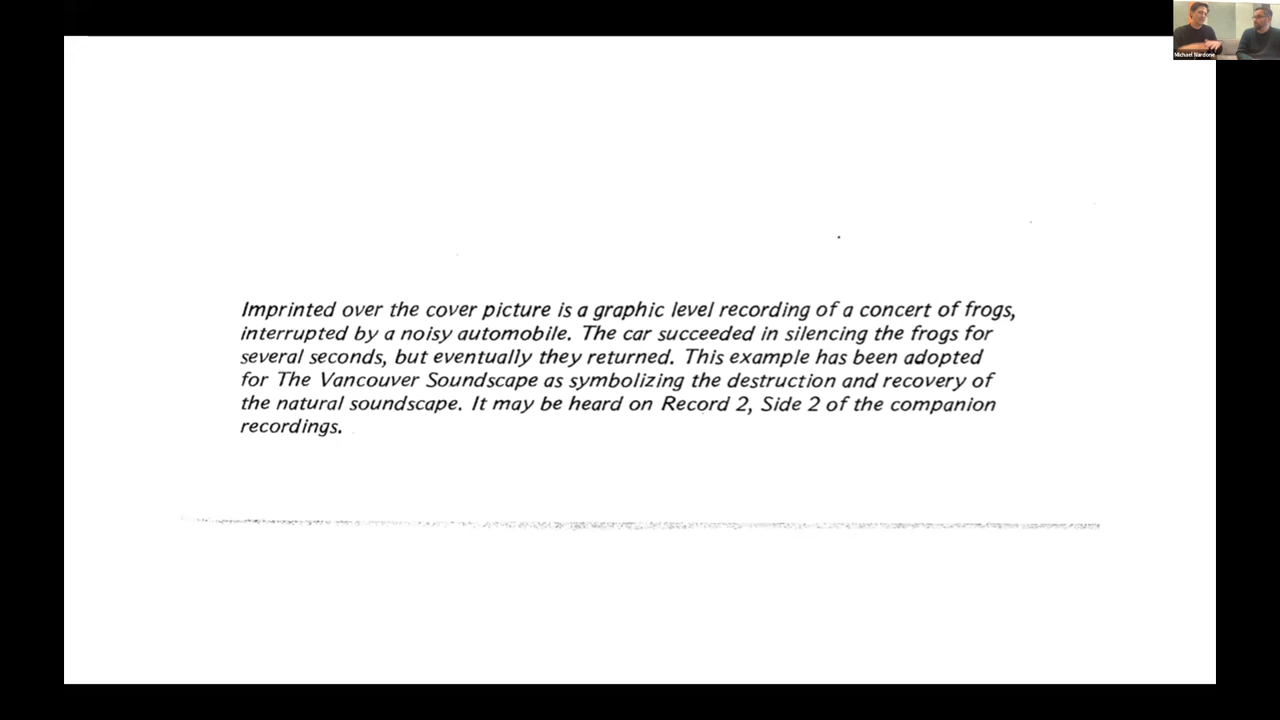 Michael Nardone
Imprinted over the cover picture is a graphic level recording of a concert of frogs,
interrupted by a noisy automobile. The car succeeded in silencing the frogs for
several seconds, but eventually they returned. This example has been adopted
for The Vancouver Soundscape as symbolizing the destruction and recovery of
the natural soundscape. It may be heard on Record 2, Side 2 of the companion
recordings.